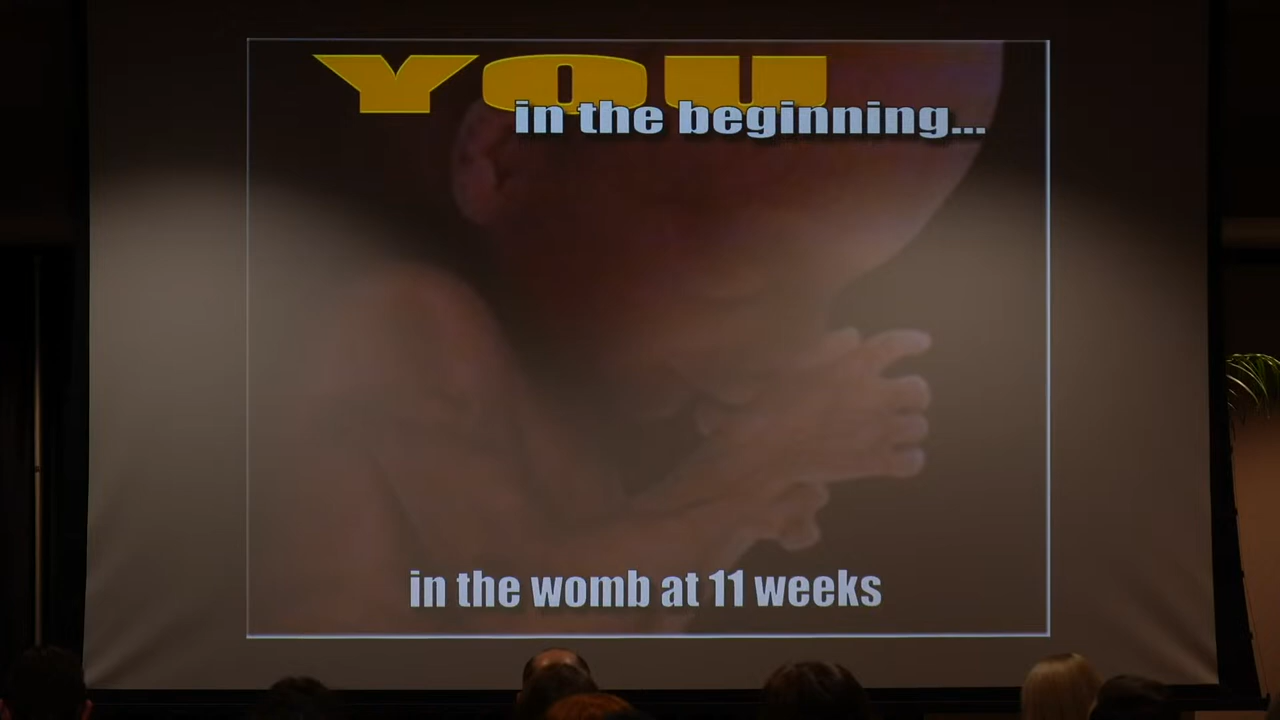 YOU
in the beginning...
in the womb at 11 weeks